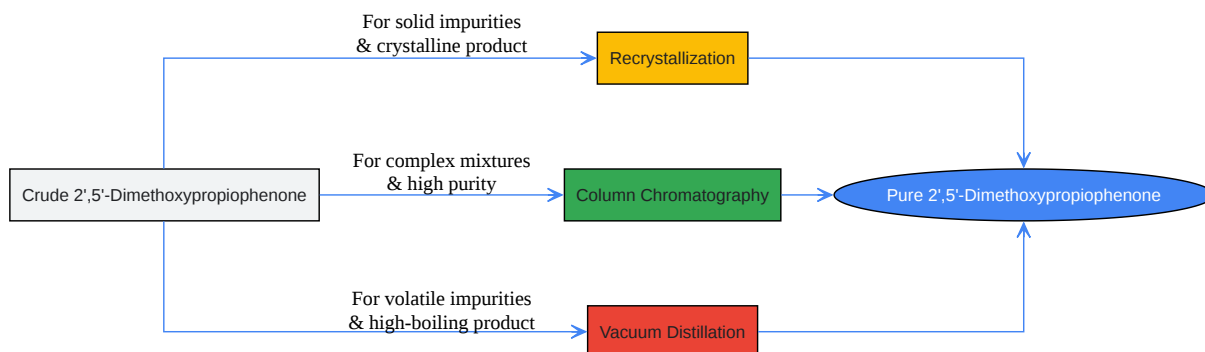 For solid impurities
& crystalline product
Recrystallization
Crude 2',5'-Dimethoxypropiophenone
For complex mixtures
& high purity
Column Chromatography
Pure 2',5'-Dimethoxypropiophenone
For volatile impurities
& high-boiling product
Vacuum Distillation